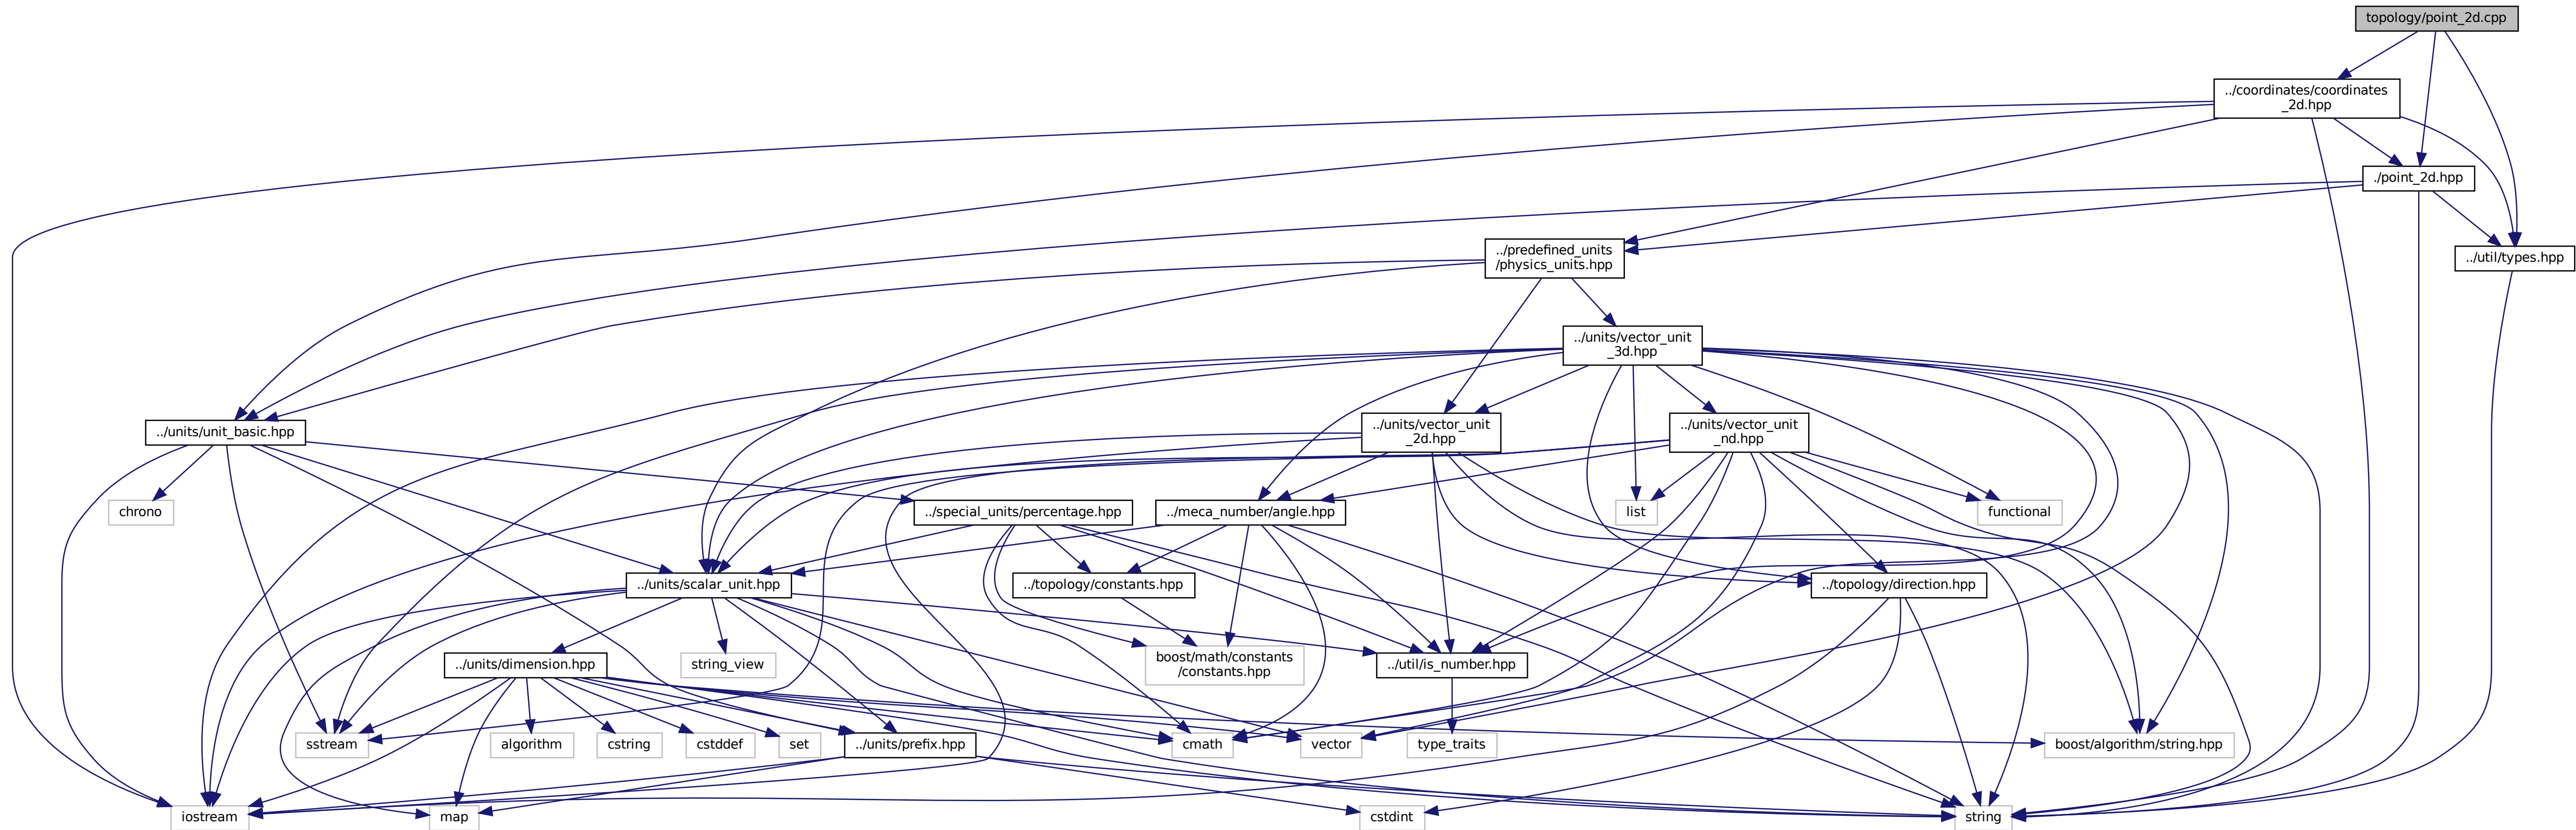 topology/point_2d.cpp
../coordinates/coordinates
_2d.hpp
./point_2d.hpp
../predefined_units
/physics_units.hpp
../util/types.hpp
../units/vector_unit
_3d.hpp
../units/unit_basic.hpp
../units/vector_unit
_2d.hpp
../units/vector_unit
_nd.hpp
chrono
../special_units/percentage.hpp
../meca_number/angle.hpp
list
functional
../units/scalar_unit.hpp
../topology/constants.hpp
../topology/direction.hpp
../units/dimension.hpp
string_view
boost/math/constants
/constants.hpp
../util/is_number.hpp
sstream
algorithm
cstring
cstddef
set
../units/prefix.hpp
cmath
vector
type_traits
boost/algorithm/string.hpp
iostream
map
cstdint
string